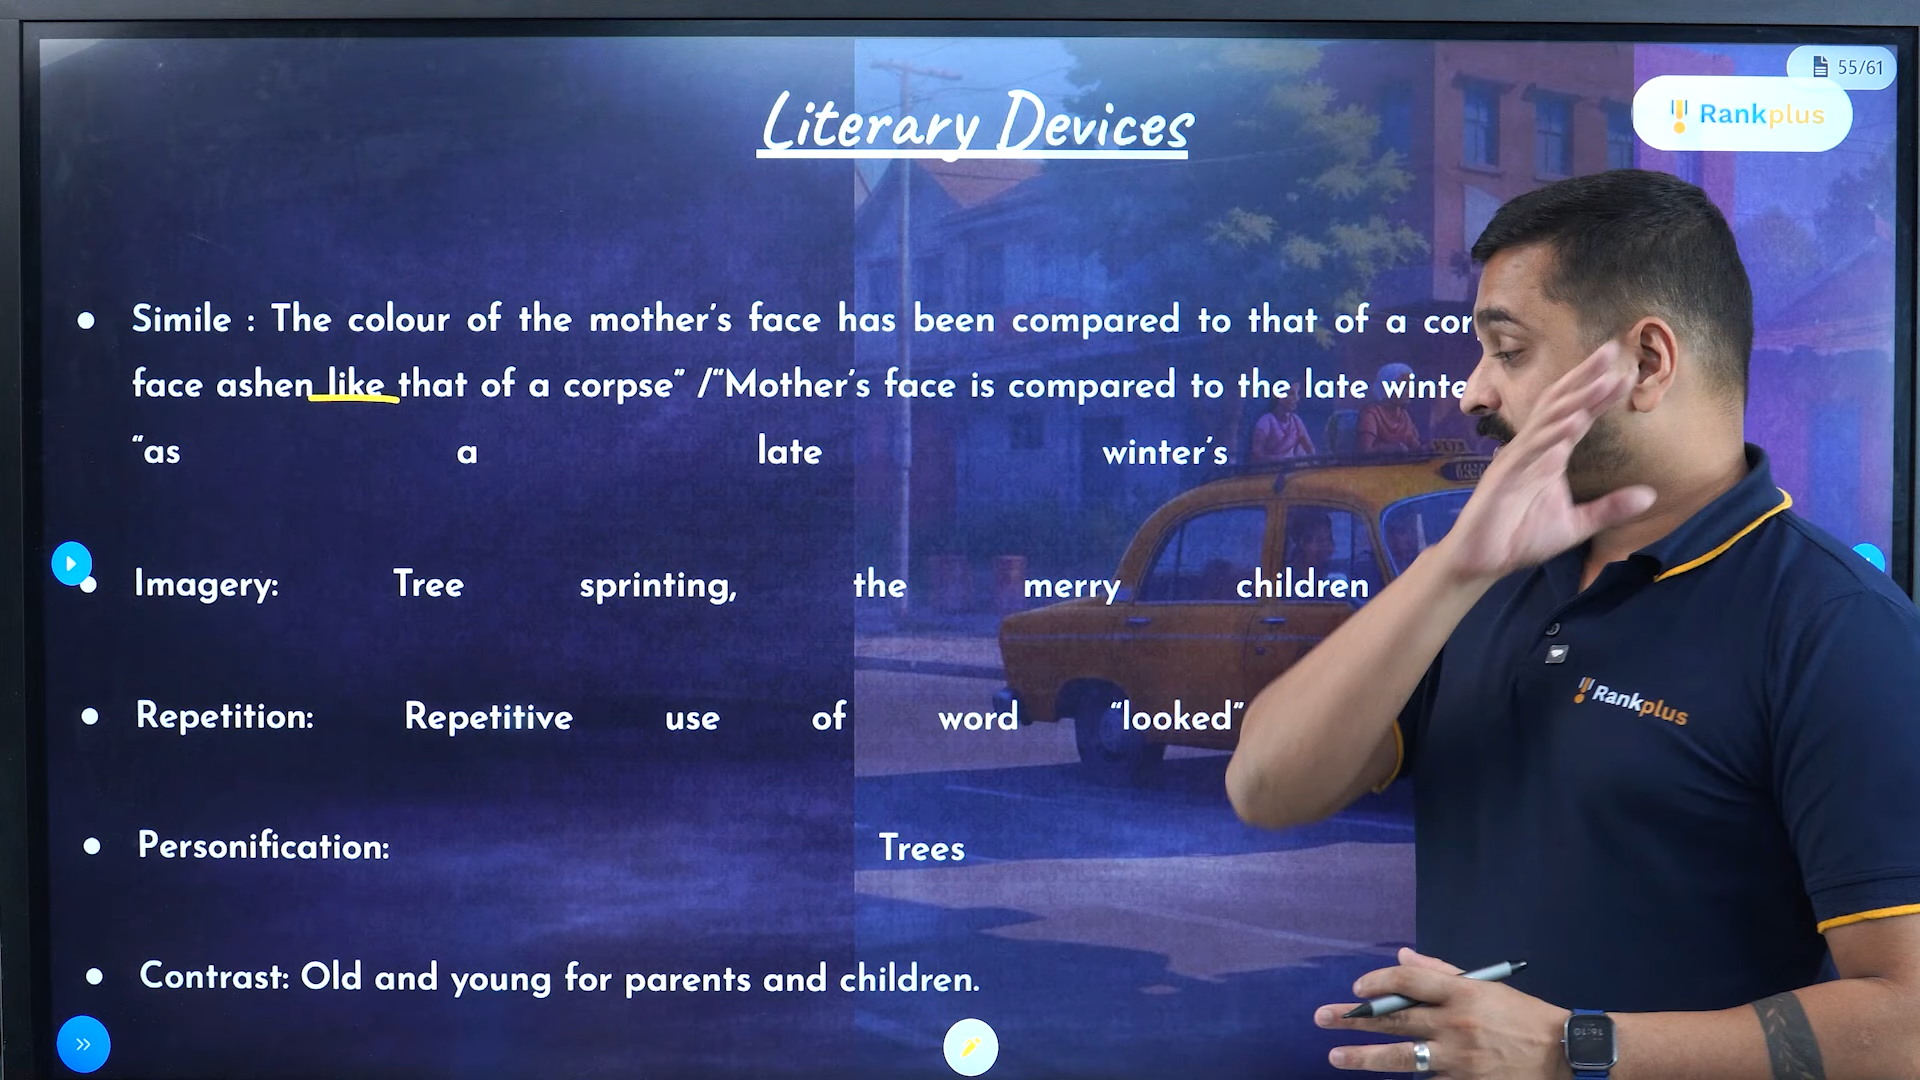 55/61
Rankplus
Literary Devices
Simile : The colour of the mother's face has been compared to that of a
face ashen like that of a corpse" /"Mother's face is compared to the late
"as a late winter's
Imagery: Tree sprinting, the merry children
Repetition: Repetitive use of word "looked"
Personification: Trees
Contrast: Old and young for parents and children.
Rankplus
16:10